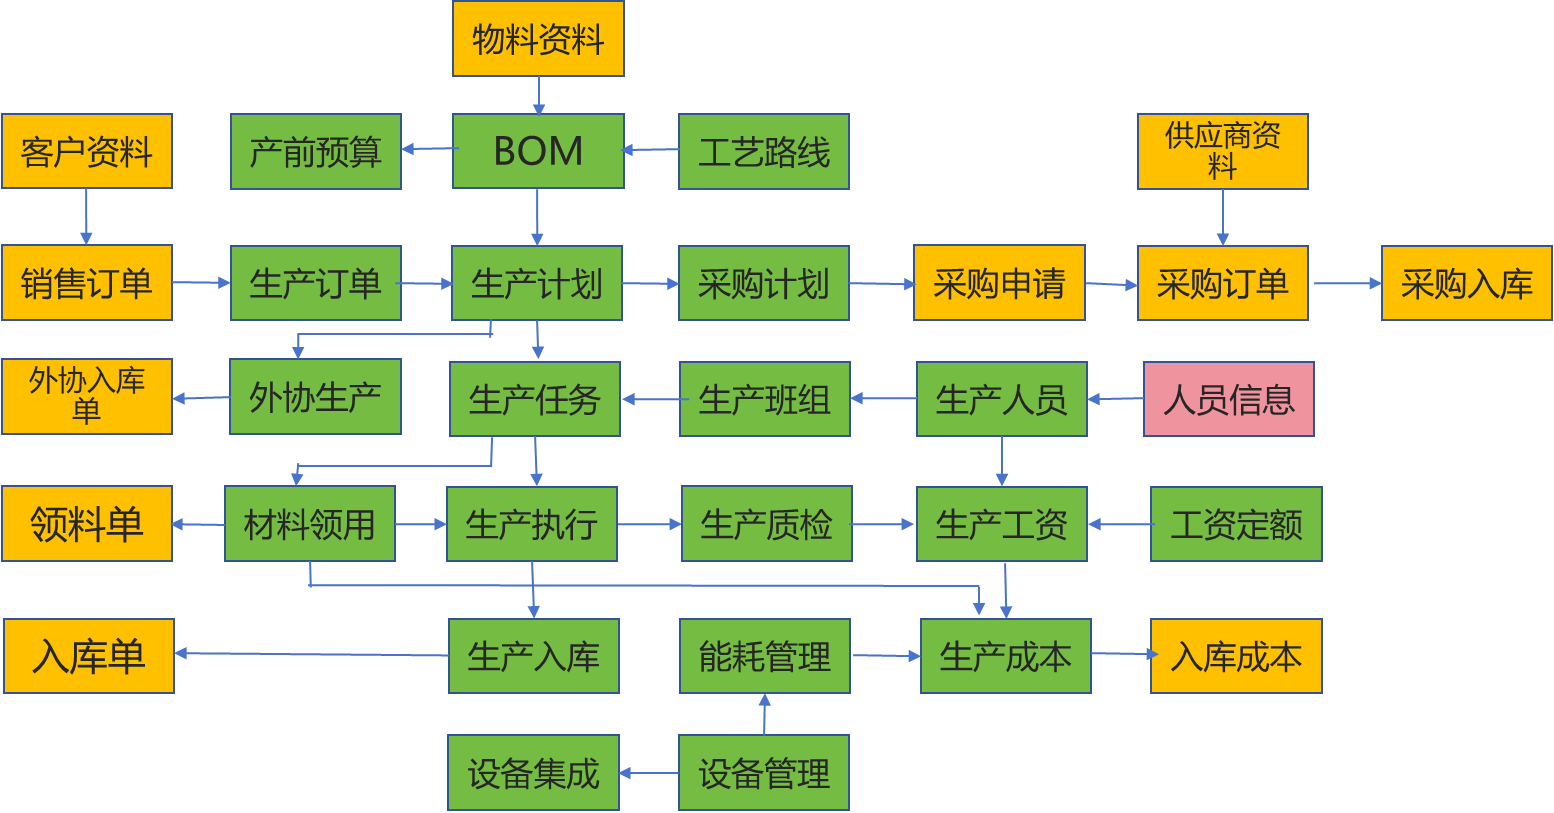 物料资料
客户资料
产前预算
BOM
工艺路线
供应商资
料
销售订单
生产订单
生产计划
采购计划
采购申请
采购订单
采购入库
外协入库
单
外协生产
生产任务
生产班组
生产人员
人员信息
领料单
材料领用
生产执行
生产质检
生产工资
工资定额
入库单
生产入库
能耗管理
生产成本
入库成本
设备集成
设备管理